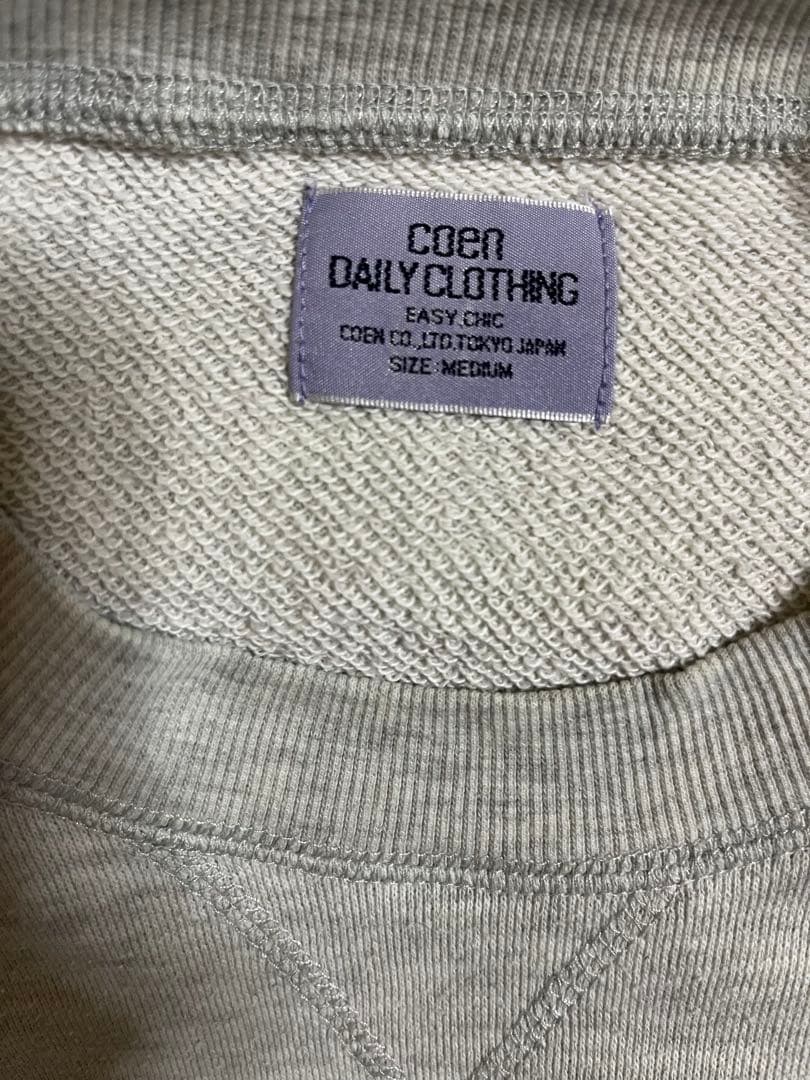 coen
DAILY CLOTHING
EASY, CHIC
COEN CO.,LTD.TOKYO JAPAN
SIZE:MEDIUM